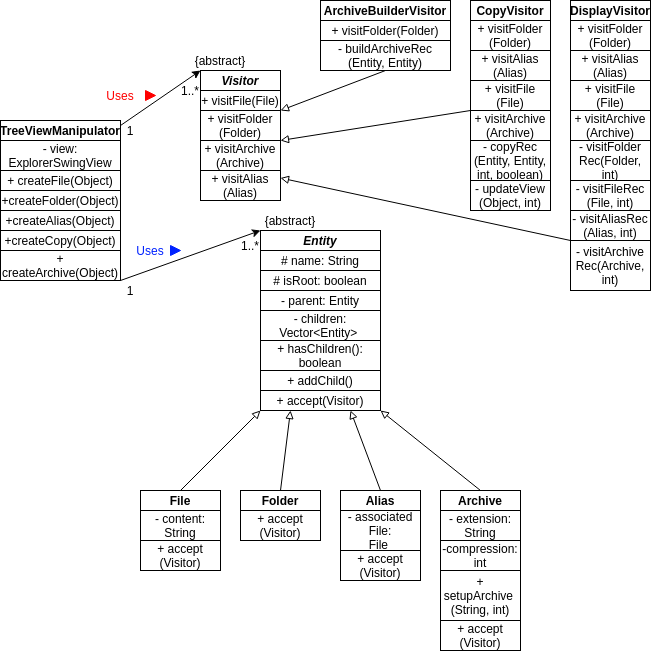 ArchiveBuilderVisitor
+ visitFolder(Folder)
- buildArchiveRec
(Entity, Entity)
CopyVisitor
+ visitFolder
(Folder)
+ visitAlias
(Alias)
+ visitFile
(File)
+ visitArchive
(Archive)
- copyRec
(Entity, Entity,
int, boolean)
- updateView
(Object, int)
DisplayVisitor
+ visitFolder
(Folder)
+ visitAlias
(Alias)
+ visitFile
(File)
+ visitArchive
(Archive)
- visitFolder
Rec(Folder,
int)
- visitFileRec
(File, int)
- visitAliasRec
(Alias, int)
- visitArchive
Rec(Archive,
int)
{abstract}
Visitor
+ visitFile(File)
+ visitFolder
(Folder)
+ visitArchive
(Archive)
+ visitAlias
(Alias)
Uses
1..*
1
TreeViewManipulator
- view:
ExplorerSwingView
+ createFile(Object)
+createFolder(Object)
+createAlias(Object)
+createCopy(Object)
+
createArchive(Object)
Uses
1..*
1
{abstract}
Entity
# name: String
# isRoot: boolean
- parent: Entity
- children:
Vector<Entity>
+ hasChildren():
boolean
+ addChild()
+ accept(Visitor)
File
- content:
String
+ accept
(Visitor)
Folder
+ accept
(Visitor)
Alias
- associated
File:
File
+ accept
(Visitor)
Archive
- extension:
String
-compression:
int
+
setupArchive
(String, int)
+ accept
(Visitor)